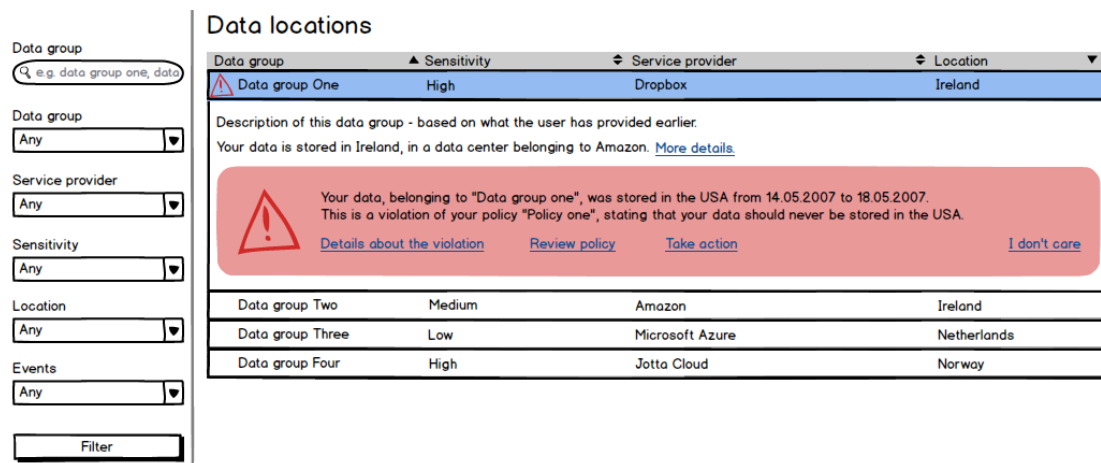 Data locations
Data group
e.g. data group one, data
Data group
Any
Service provider
Any
Sensitivity
Any
Location
Any
Events
Any
Filter
Data group Sensitivity Service provider Location
Data group One High Dropbox Ireland
Description of this data group - based on what the user has provided earlier.
Your data is stored in Ireland, in a data center belonging to Amazon. More details.
Your data, belonging to "Data group one", was stored in the USA from 14.05.2007 to 18.05.2007.
This is a violation of your policy "Policy one", stating that your data should never be stored in the USA.
Details about the violation Review policy Take action I don't care
Data group Two Medium Amazon Ireland
Data group Three Low Microsoft Azure Netherlands
Data group Four High Jotta Cloud Norway